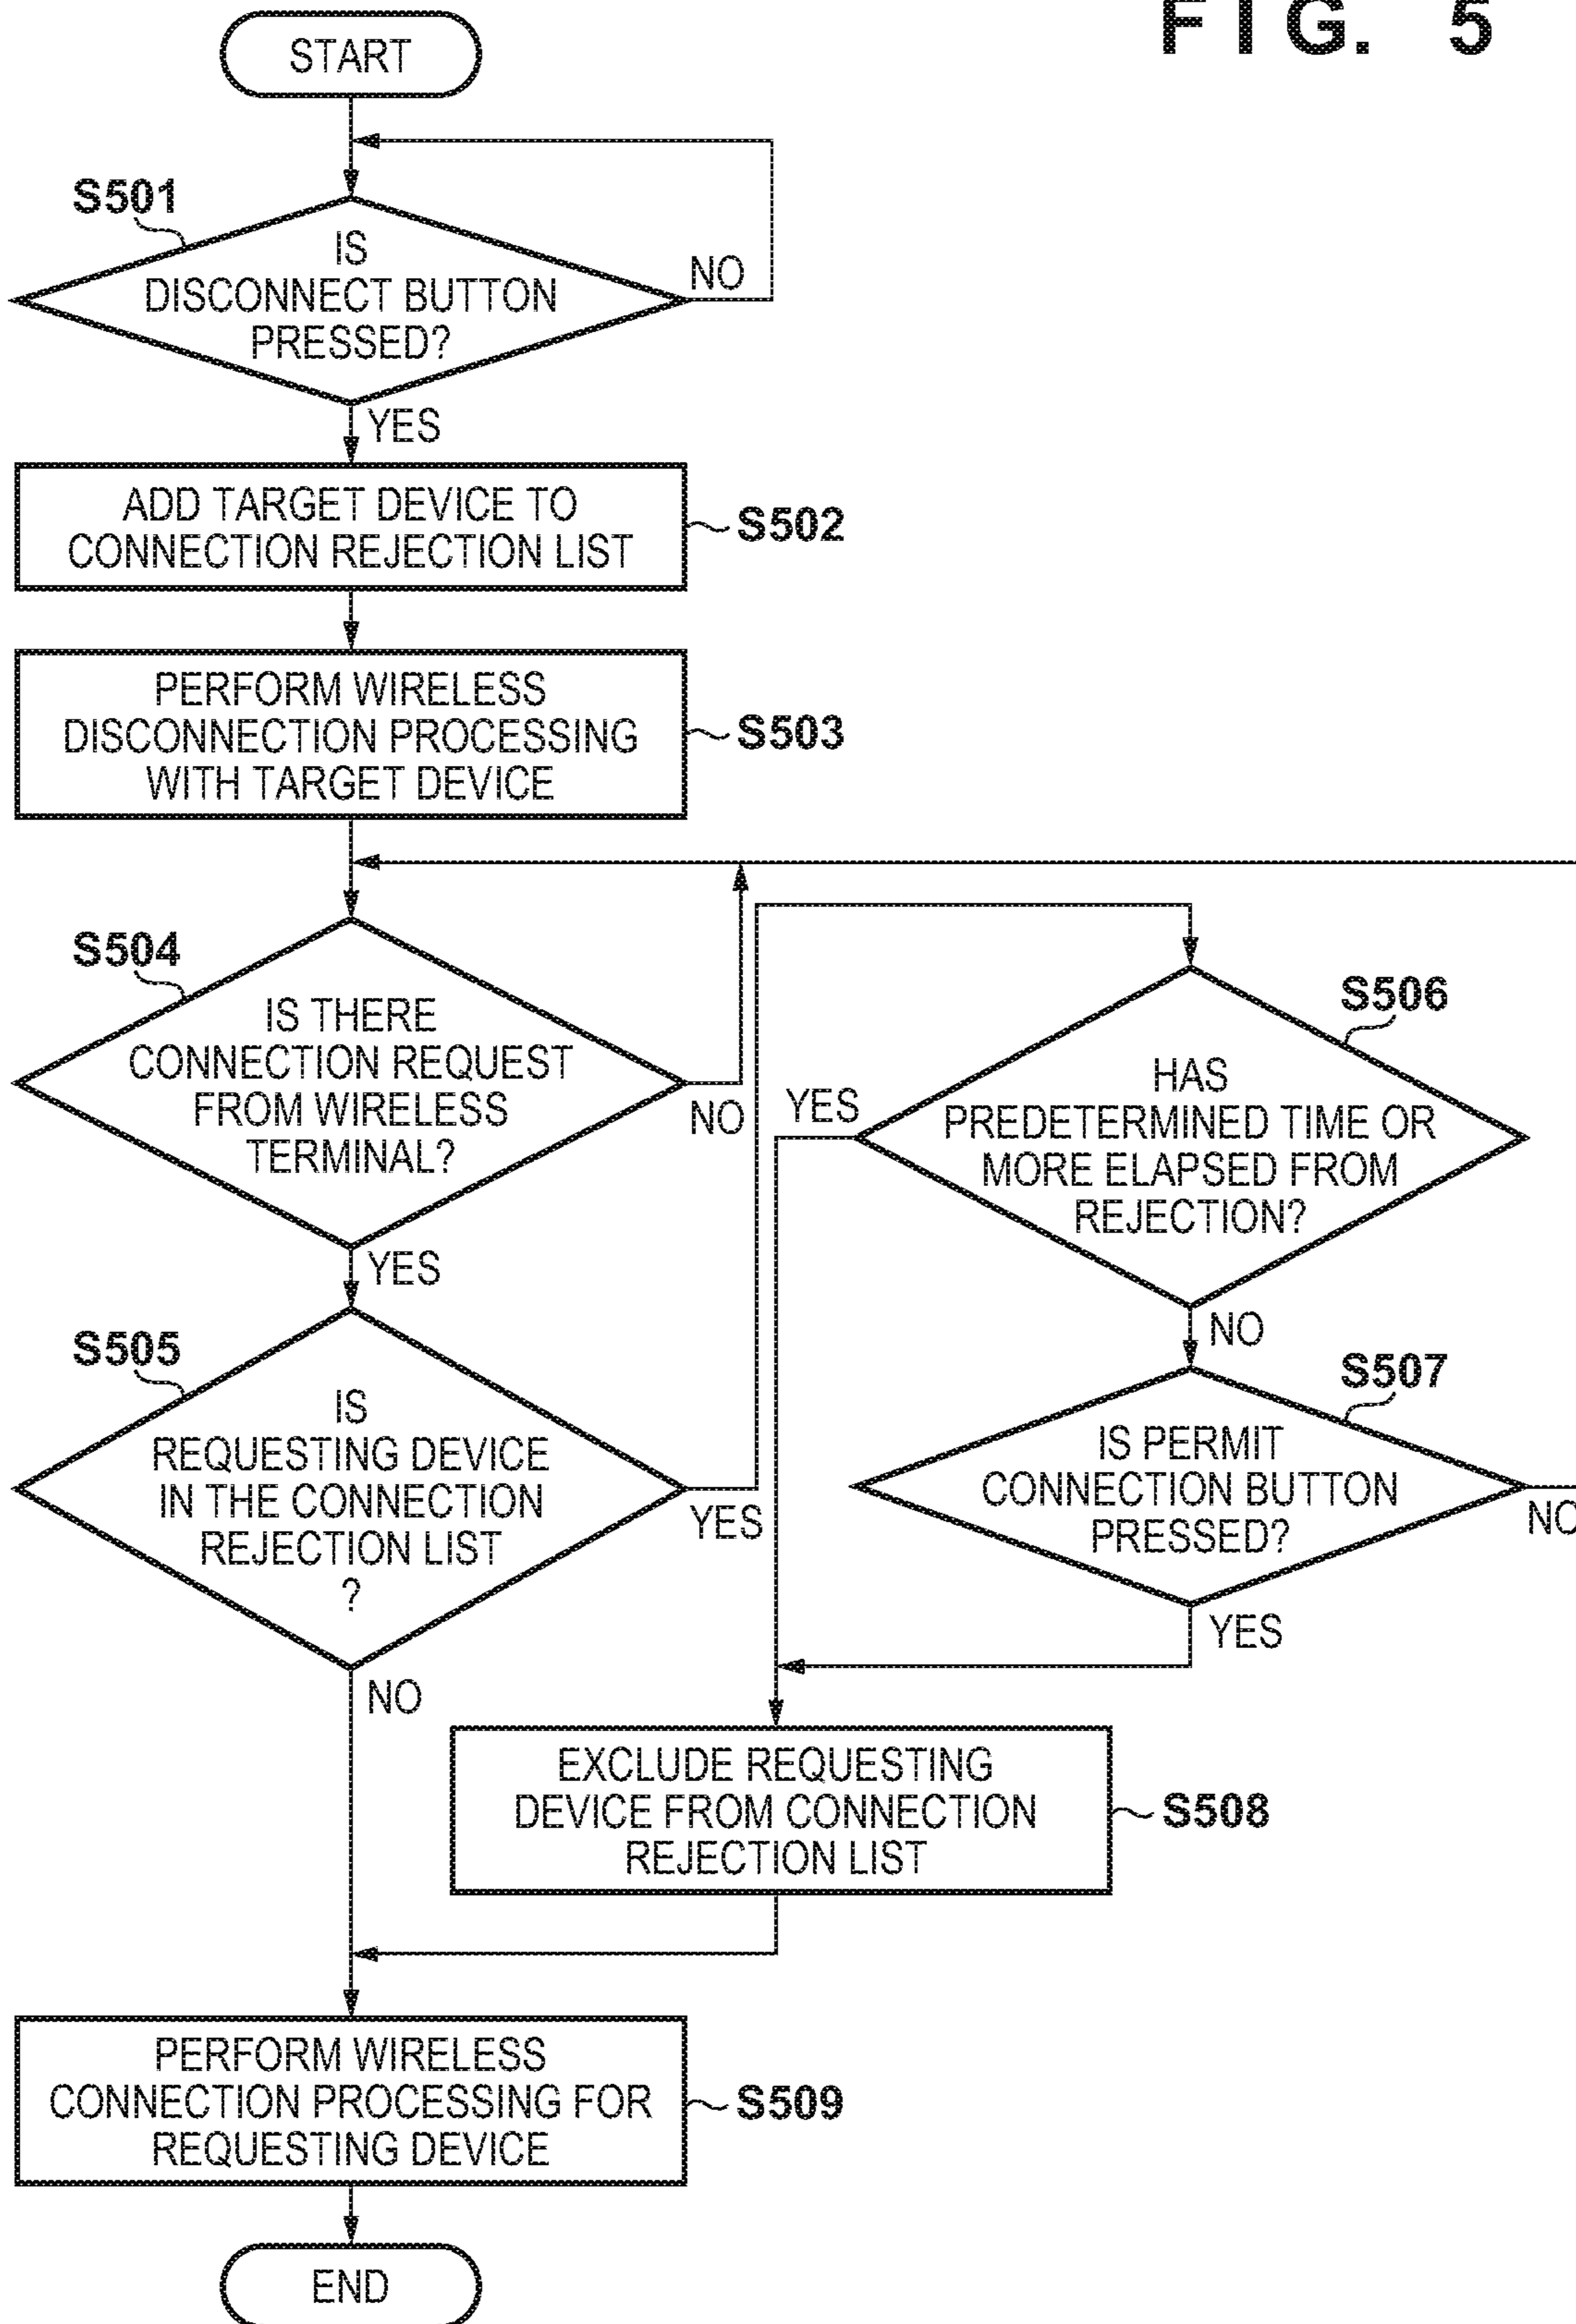 FIG. 5
START
S501
IS
DISCONNECT BUTTON
PRESSED?
NO
YES
ADD TARGET DEVICE TO
CONNECTION REJECTION LIST
S502
PERFORM WIRELESS
DISCONNECTION PROCESSING
WITH TARGET DEVICE
S503
S504
IS THERE
CONNECTION REQUEST
FROM WIRELESS
TERMINAL?
NO
YES
S505
IS
REQUESTING DEVICE
IN THE CONNECTION
REJECTION LIST
?
YES
NO
S506
HAS
PREDETERMINED TIME OR
MORE ELAPSED FROM
REJECTION?
YES
NO
S507
IS PERMIT
CONNECTION BUTTON
PRESSED?
NO
YES
EXCLUDE REQUESTING
DEVICE FROM CONNECTION
REJECTION LIST
S508
PERFORM WIRELESS
CONNECTION PROCESSING FOR
REQUESTING DEVICE
S509
END